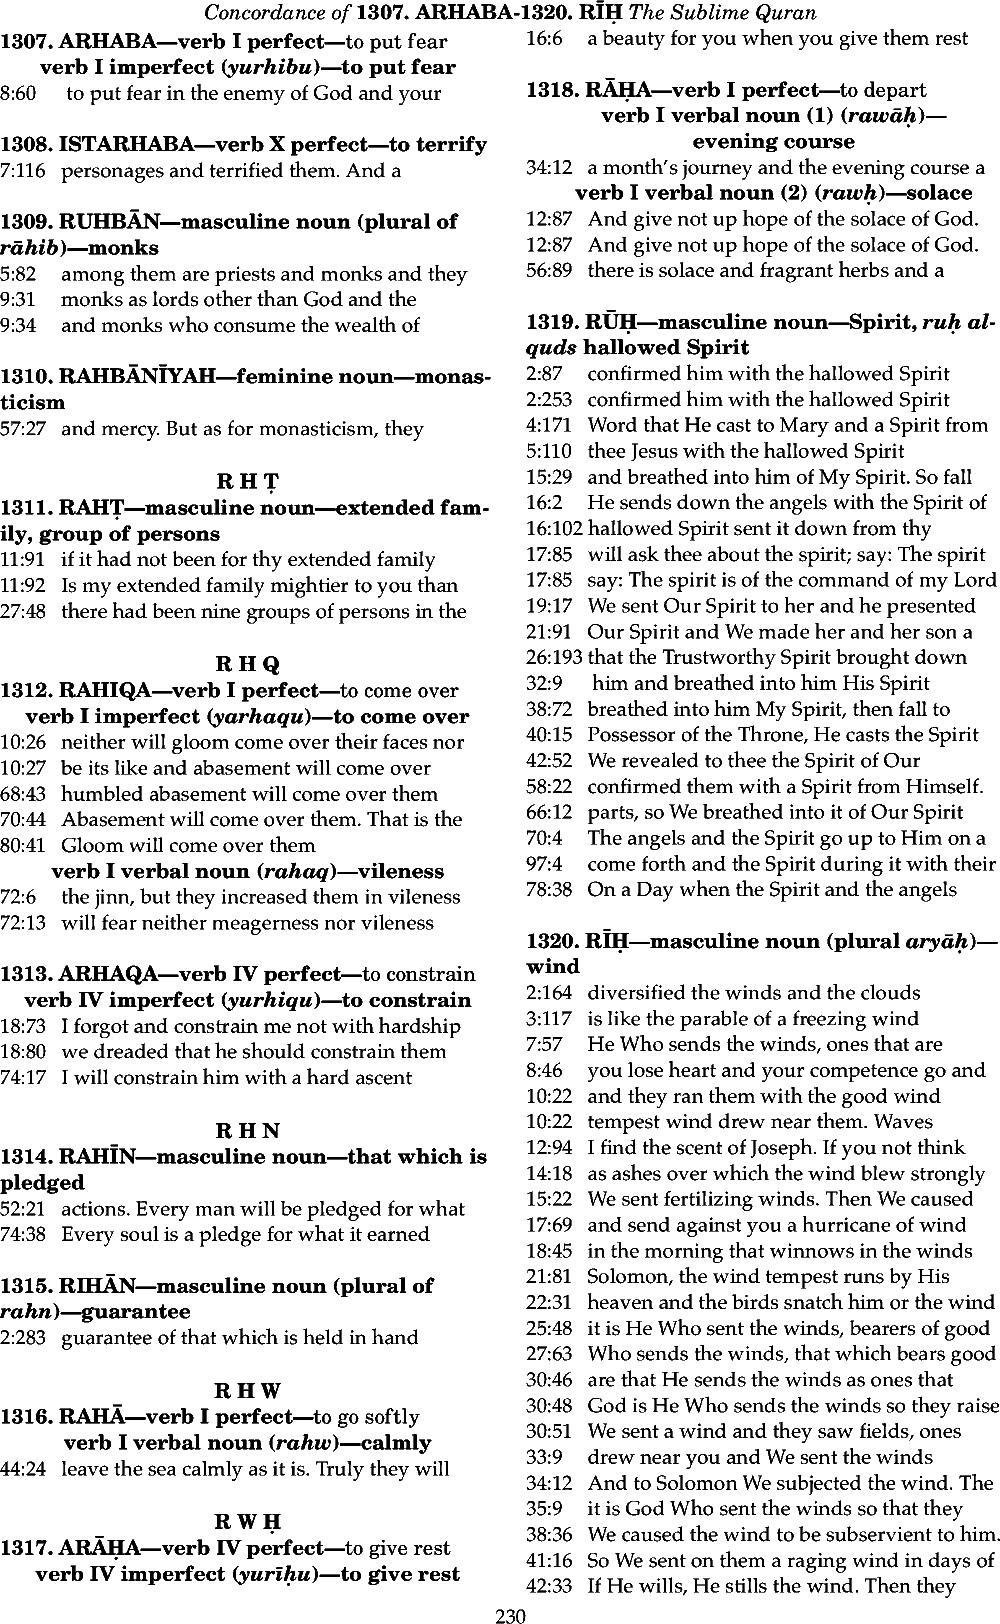 Concordance of 1307. ARHABA-1320. RĪḤ The Sublime Quran
1307. ARHABA—verb I perfect—to put fear
verb I imperfect (yurhibu)—to put fear
8:60 to put fear in the enemy of God and your
1308. ISTARHABA—verb X perfect—to terrify
7:116 personages and terrified them. And a
1309. RUHBĀN—masculine noun (plural of
rāhib)—monks
5:82 among them are priests and monks and they
9:31 monks as lords other than God and the
9:34 and monks who consume the wealth of
1310. RAHBĀNĪYAH—feminine noun—monas-
ticism
57:27 and mercy. But as for monasticism, they
R H Ṭ
1311. RAHṬ—masculine noun—extended fam-
ily, group of persons
11:91 if it had not been for thy extended family
11:92 Is my extended family mightier to you than
27:48 there had been nine groups of persons in the
R H Q
1312. RAHIQA—verb I perfect—to come over
verb I imperfect (yarhaqu)—to come over
10:26 neither will gloom come over their faces nor
10:27 be its like and abasement will come over
68:43 humbled abasement will come over them
70:44 Abasement will come over them. That is the
80:41 Gloom will come over them
verb I verbal noun (rahaq)—vileness
72:6 the jinn, but they increased them in vileness
72:13 will fear neither meagerness nor vileness
1313. ARHAQA—verb IV perfect—to constrain
verb IV imperfect (yurhiqu)—to constrain
18:73 I forgot and constrain me not with hardship
18:80 we dreaded that he should constrain them
74:17 I will constrain him with a hard ascent
R H N
1314. RAHĪN—masculine noun—that which is
pledged
52:21 actions. Every man will be pledged for what
74:38 Every soul is a pledge for what it earned
1315. RIHĀN—masculine noun (plural of
rahn)—guarantee
2:283 guarantee of that which is held in hand
R H W
1316. RAHĀ—verb I perfect—to go softly
verb I verbal noun (rahw)—calmly
44:24 leave the sea calmly as it is. Truly they will
R W Ḥ
1317. ARĀḤA—verb IV perfect—to give rest
verb IV imperfect (yurīḥu)—to give rest
16:6 a beauty for you when you give them rest
1318. RĀḤA—verb I perfect—to depart
verb I verbal noun (1) (rawāḥ)—
evening course
34:12 a month's journey and the evening course a
verb I verbal noun (2) (rawḥ)—solace
12:87 And give not up hope of the solace of God.
12:87 And give not up hope of the solace of God.
56:89 there is solace and fragrant herbs and a
1319. RŪḤ—masculine noun—Spirit, ruḥ al-
quds hallowed Spirit
2:87 confirmed him with the hallowed Spirit
2:253 confirmed him with the hallowed Spirit
4:171 Word that He cast to Mary and a Spirit from
5:110 thee Jesus with the hallowed Spirit
15:29 and breathed into him of My Spirit. So fall
16:2 He sends down the angels with the Spirit of
16:102 hallowed Spirit sent it down from thy
17:85 will ask thee about the spirit; say: The spirit
17:85 say: The spirit is of the command of my Lord
19:17 We sent Our Spirit to her and he presented
21:91 Our Spirit and We made her and her son a
26:193 that the Trustworthy Spirit brought down
32:9 him and breathed into him His Spirit
38:72 breathed into him My Spirit, then fall to
40:15 Possessor of the Throne, He casts the Spirit
42:52 We revealed to thee the Spirit of Our
58:22 confirmed them with a Spirit from Himself.
66:12 parts, so We breathed into it of Our Spirit
70:4 The angels and the Spirit go up to Him on a
97:4 come forth and the Spirit during it with their
78:38 On a Day when the Spirit and the angels
1320. RĪḤ—masculine noun (plural aryāḥ)—
wind
2:164 diversified the winds and the clouds
3:117 is like the parable of a freezing wind
7:57 He Who sends the winds, ones that are
8:46 you lose heart and your competence go and
10:22 and they ran them with the good wind
10:22 tempest wind drew near them. Waves
12:94 I find the scent of Joseph. If you not think
14:18 as ashes over which the wind blew strongly
15:22 We sent fertilizing winds. Then We caused
17:69 and send against you a hurricane of wind
18:45 in the morning that winnows in the winds
21:81 Solomon, the wind tempest runs by His
22:31 heaven and the birds snatch him or the wind
25:48 it is He Who sent the winds, bearers of good
27:63 Who sends the winds, that which bears good
30:46 are that He sends the winds as ones that
30:48 God is He Who sends the winds so they raise
30:51 We sent a wind and they saw fields, ones
33:9 drew near you and We sent the winds
34:12 And to Solomon We subjected the wind. The
35:9 it is God Who sent the winds so that they
38:36 We caused the wind to be subservient to him.
41:16 So We sent on them a raging wind in days of
42:33 If He wills, He stills the wind. Then they
230